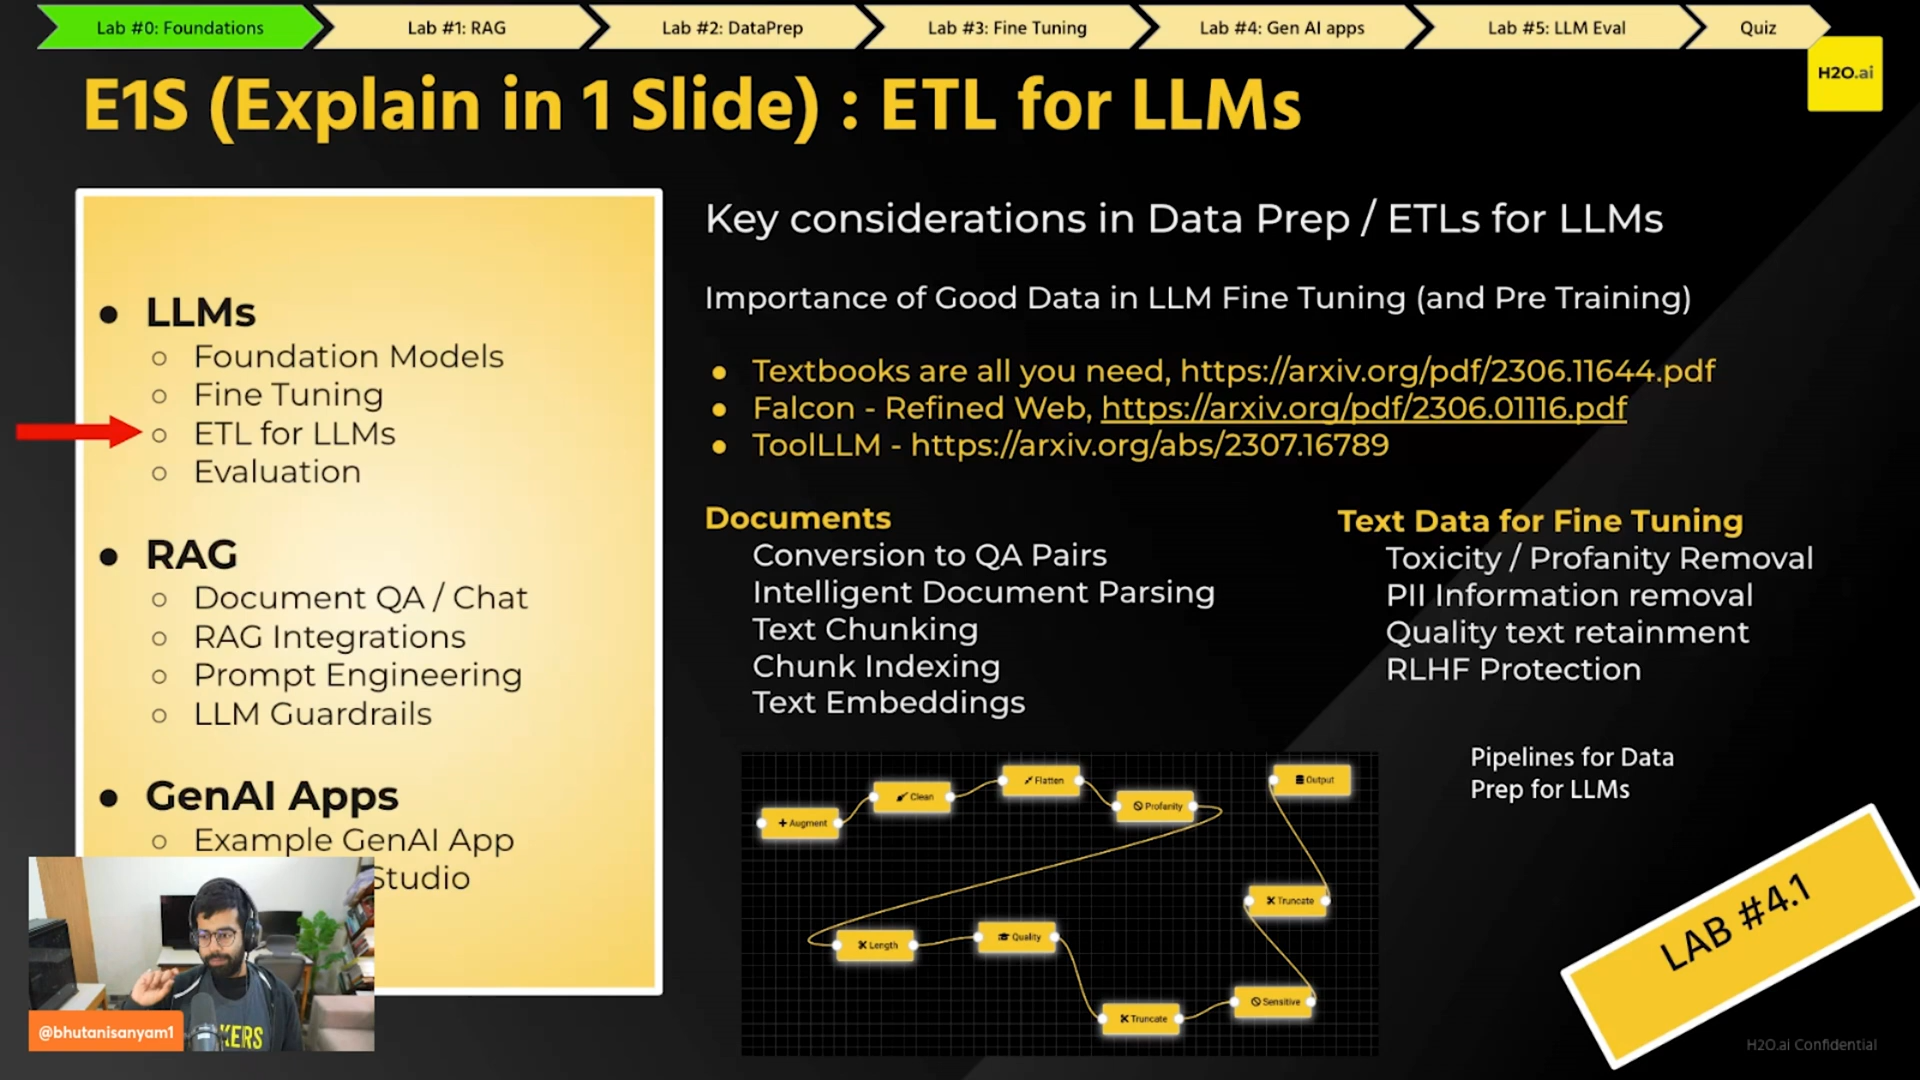 Lab #0: Foundations
Lab #1: RAG
Lab #2: DataPrep
Lab #3: Fine Tuning
Lab #4: Gen AI apps
Lab #5: LLM Eval
Quiz
H2O.ai
E1S (Explain in 1 Slide) : ETL for LLMs
LLMs
Foundation Models
Fine Tuning
ETL for LLMs
Evaluation
RAG
Document QA / Chat
RAG Integrations
Prompt Engineering
LLM Guardrails
GenAI Apps
Example GenAI App
Studio
@bhutanisanyam1
KERS
Key considerations in Data Prep / ETLs for LLMs
Importance of Good Data in LLM Fine Tuning (and Pre Training)
Textbooks are all you need, https://arxiv.org/pdf/2306.11644.pdf
Falcon - Refined Web, https://arxiv.org/pdf/2306.01116.pdf
ToolLLM - https://arxiv.org/abs/2307.16789
Documents
Conversion to QA Pairs
Intelligent Document Parsing
Text Chunking
Chunk Indexing
Text Embeddings
Text Data for Fine Tuning
Toxicity / Profanity Removal
PII Information removal
Quality text retainment
RLHF Protection
Augment
Clean
Flatten
Profanity
Length
Quality
Truncate
Sensitive
Truncate
Output
Pipelines for Data
Prep for LLMs
LAB #4.1
H2O.ai Confidential